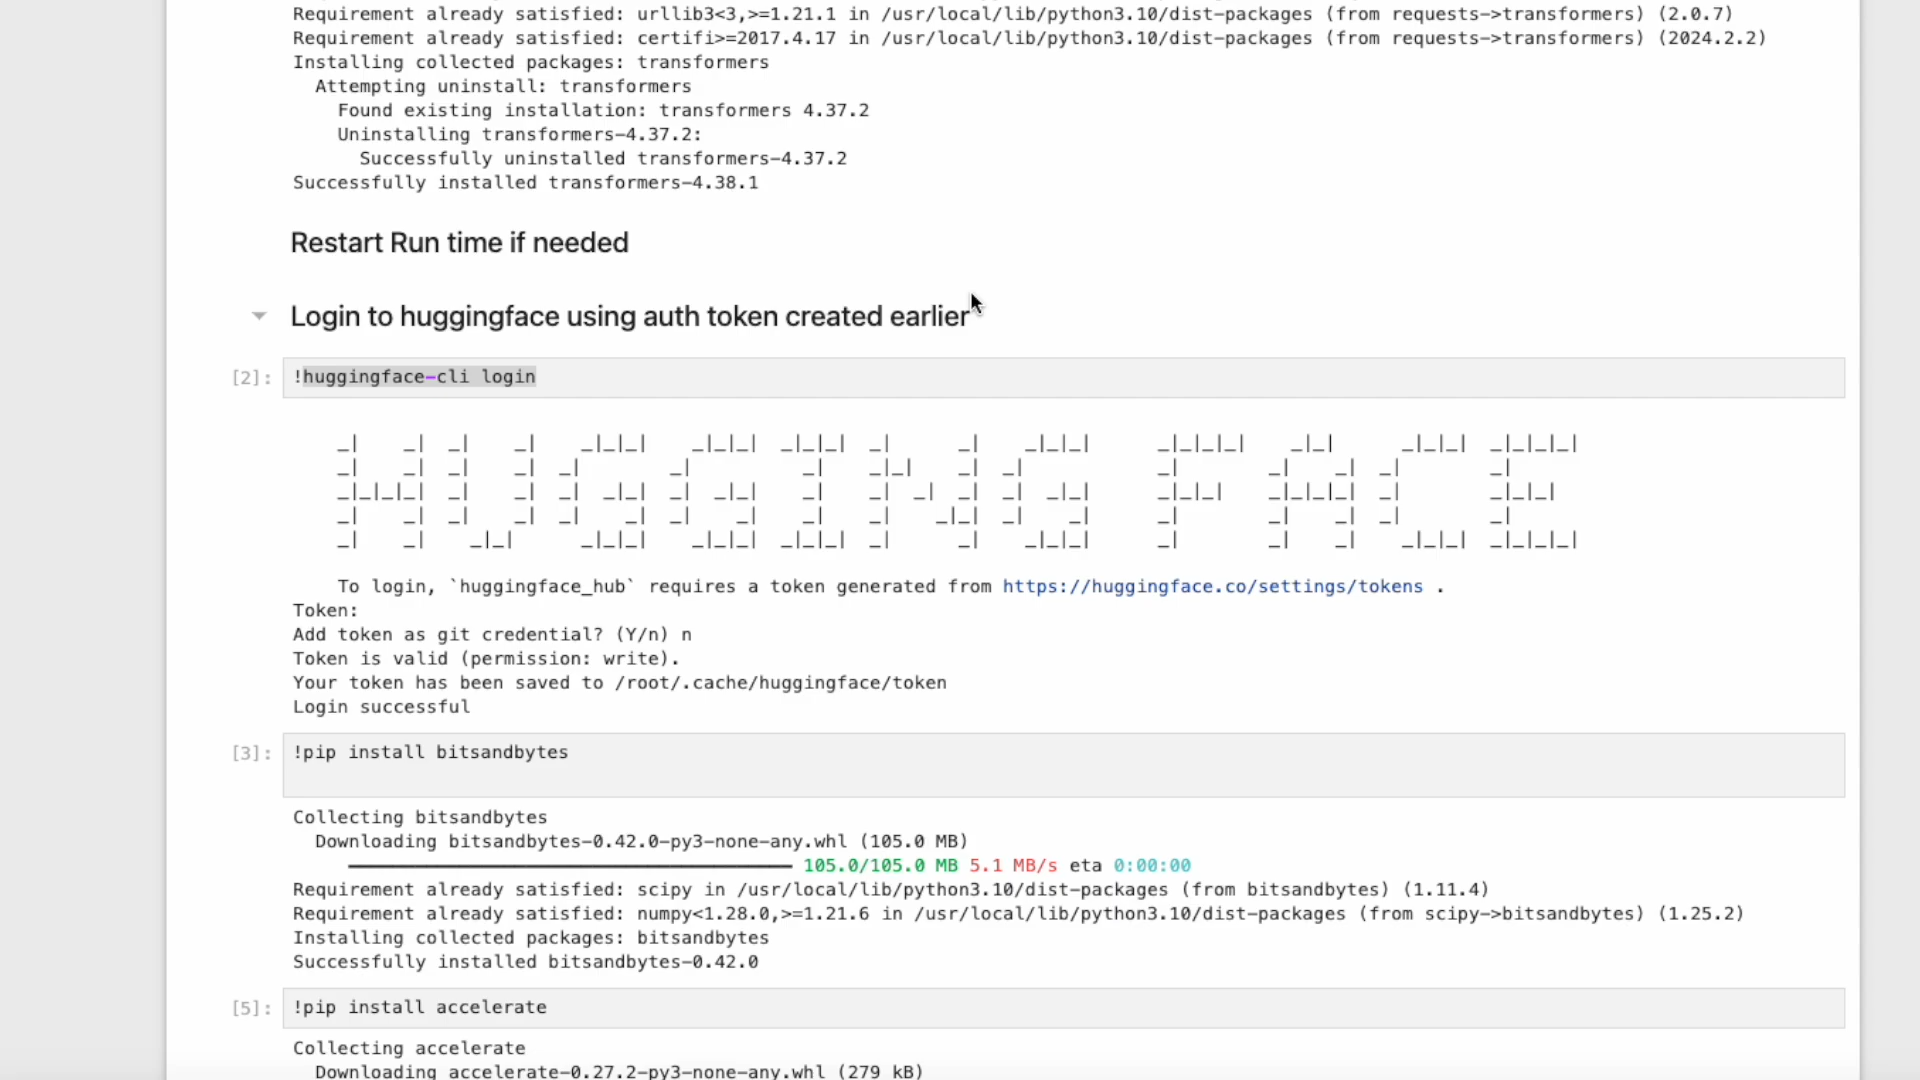 Requirement already satisfied: urllib3<3,>=1.21.1 in /usr/local/lib/python3.10/dist-packages (from requests->transformers) (2.0.7)
Requirement already satisfied: certifi>=2017.4.17 in /usr/local/lib/python3.10/dist-packages (from requests->transformers) (2024.2.2)
Installing collected packages: transformers
Attempting uninstall: transformers
Found existing installation: transformers 4.37.2
Uninstalling transformers-4.37.2:
Successfully uninstalled transformers-4.37.2
Successfully installed transformers-4.38.1
Restart Run time if needed
Login to huggingface using auth token created earlier
[2]: !huggingface-cli login
HUGGING FACE
To login, `huggingface_hub` requires a token generated from https://huggingface.co/settings/tokens .
Token:
Add token as git credential? (Y/n) n
Token is valid (permission: write).
Your token has been saved to /root/.cache/huggingface/token
Login successful
[3]: !pip install bitsandbytes
Collecting bitsandbytes
Downloading bitsandbytes-0.42.0-py3-none-any.whl (105.0 MB)
105.0/105.0 MB 5.1 MB/s eta 0:00:00
Requirement already satisfied: scipy in /usr/local/lib/python3.10/dist-packages (from bitsandbytes) (1.11.4)
Requirement already satisfied: numpy<1.28.0,>=1.21.6 in /usr/local/lib/python3.10/dist-packages (from scipy->bitsandbytes) (1.25.2)
Installing collected packages: bitsandbytes
Successfully installed bitsandbytes-0.42.0
[5]: !pip install accelerate
Collecting accelerate
Downloading accelerate-0.27.2-py3-none-any.whl (279 kB)